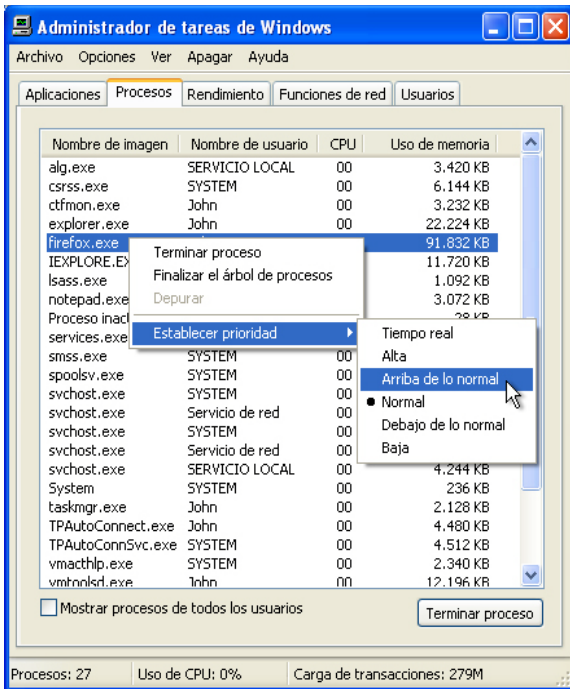 Administrador de tareas de Windows
Archivo Opciones Ver Apagar Ayuda
Aplicaciones Procesos Rendimiento Funciones de red Usuarios
Nombre de imagen Nombre de usuario CPU Uso de memoria
alg.exe SERVICIO LOCAL 00 3.420 KB
csrss.exe SYSTEM 00 6.144 KB
ctfmon.exe John 00 3.232 KB
explorer.exe John 00 22.224 KB
firefox.exe 91.832 KB
IEXPLORE.EX 11.720 KB
lsass.exe 1.092 KB
notepad.exe 3.072 KB
Proceso inac 28 KB
services.exe
Terminar proceso
Finalizar el árbol de procesos
Depurar
Establecer prioridad
Tiempo real
Alta
Arriba de lo normal
Normal
Debajo de lo normal
Baja
smss.exe SYSTEM 00
spoolsv.exe SYSTEM 00
svchost.exe SYSTEM 00
svchost.exe Servicio de red 00
svchost.exe SYSTEM 00
svchost.exe Servicio de red 00
svchost.exe SERVICIO LOCAL 00 4.244 KB
System SYSTEM 00 236 KB
taskmgr.exe John 00 2.128 KB
TPAutoConnect.exe John 00 4.480 KB
TPAutoConnSvc.exe SYSTEM 00 4.512 KB
vmacthlp.exe SYSTEM 00 2.340 KB
vmtoolsd.exe John 00 12.196 KB
Mostrar procesos de todos los usuarios
Terminar proceso
Procesos: 27 Uso de CPU: 0% Carga de transacciones: 279M